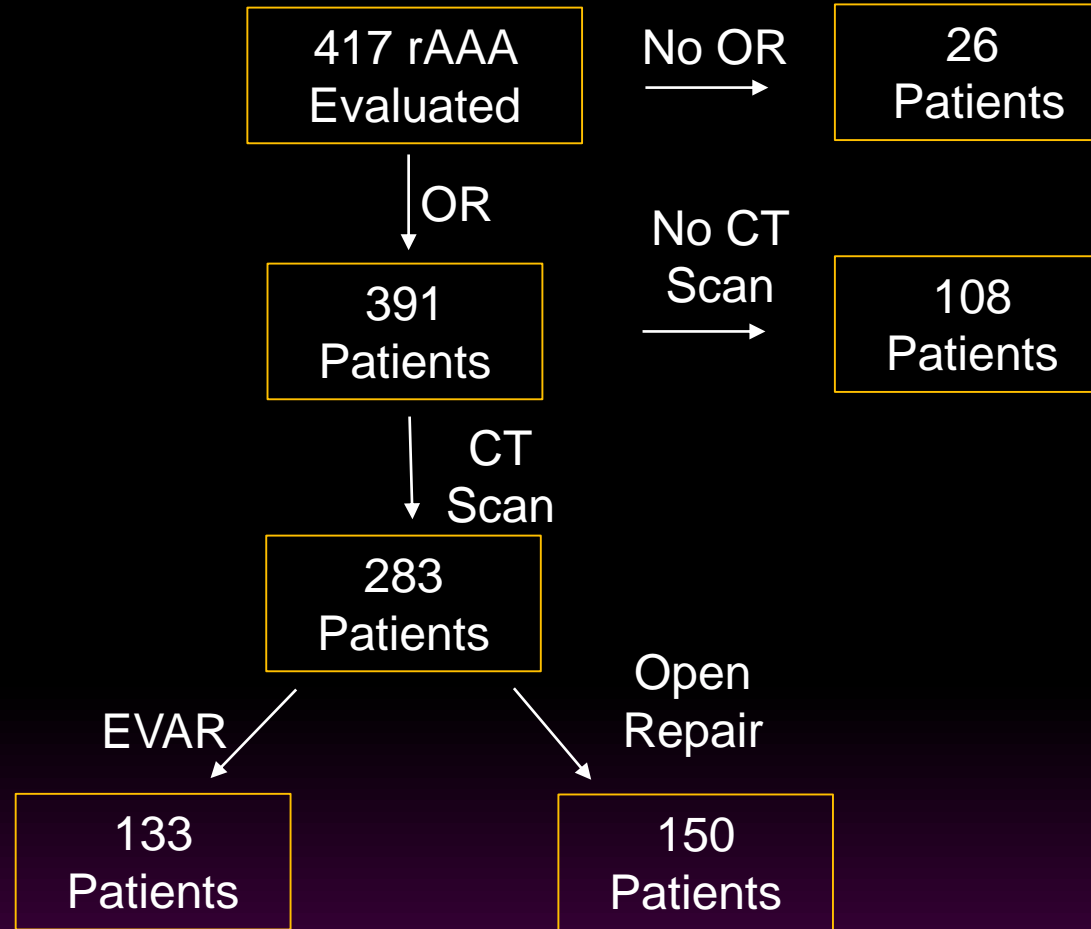 417 rAAA
Evaluated
No OR
26
Patients
OR
391
Patients
No CT
Scan
108
Patients
CT
Scan
283
Patients
EVAR
Open
Repair
133
Patients
150
Patients